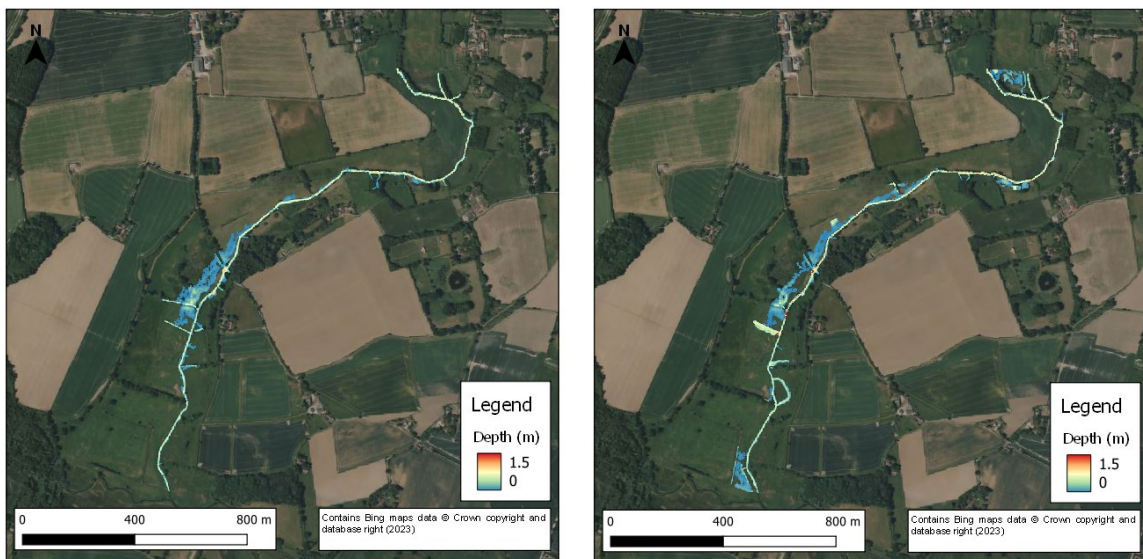 N
Legend
Depth (m)
1.5
0
0 400 800 m
Contains Bing maps data © Crown copyright and
database right (2023)
N
Legend
Depth (m)
1.5
0
0 400 800 m
Contains Bing maps data © Crown copyright and
database right (2023)